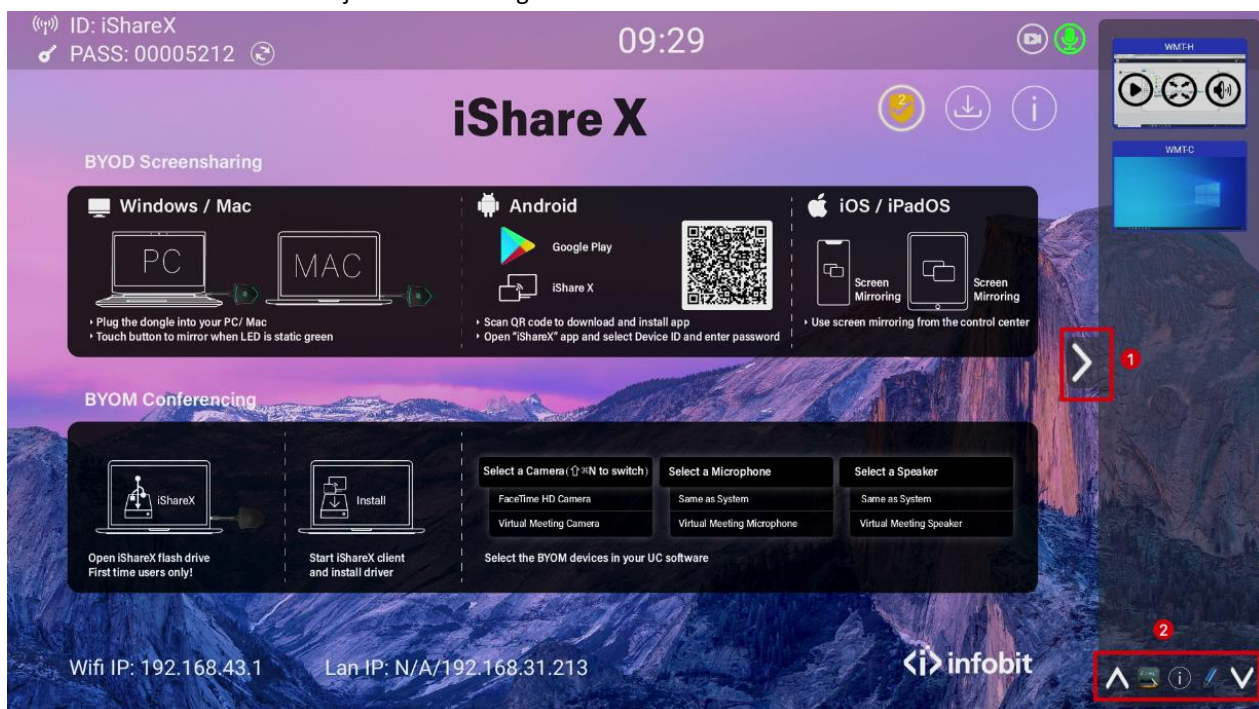 ID: iShareX
PASS: 00005212
09:29
WMT-H
iShare X
2
i
WMT-C
BYOD Screensharing
Windows / Mac
PC
MAC
‣ Plug the dongle into your PC/ Mac
‣ Touch button to mirror when LED is static green
Android
Google Play
iShare X
‣ Scan QR code to download and install app
‣ Open "iShareX" app and select Device ID and enter password
iOS / iPadOS
Screen
Mirroring
Screen
Mirroring
‣ Use screen mirroring from the control center
1
BYOM Conferencing
iShareX
Open iShareX flash drive
First time users only!
Install
Start iShareX client
and install driver
Select a Camera(⇧⌘N to switch)
FaceTime HD Camera
Virtual Meeting Camera
Select a Microphone
Same as System
Virtual Meeting Microphone
Select a Speaker
Same as System
Virtual Meeting Speaker
Select the BYOM devices in your UC software
2
Wifi IP: 192.168.43.1
Lan IP: N/A/192.168.31.213
<i> infobit
i